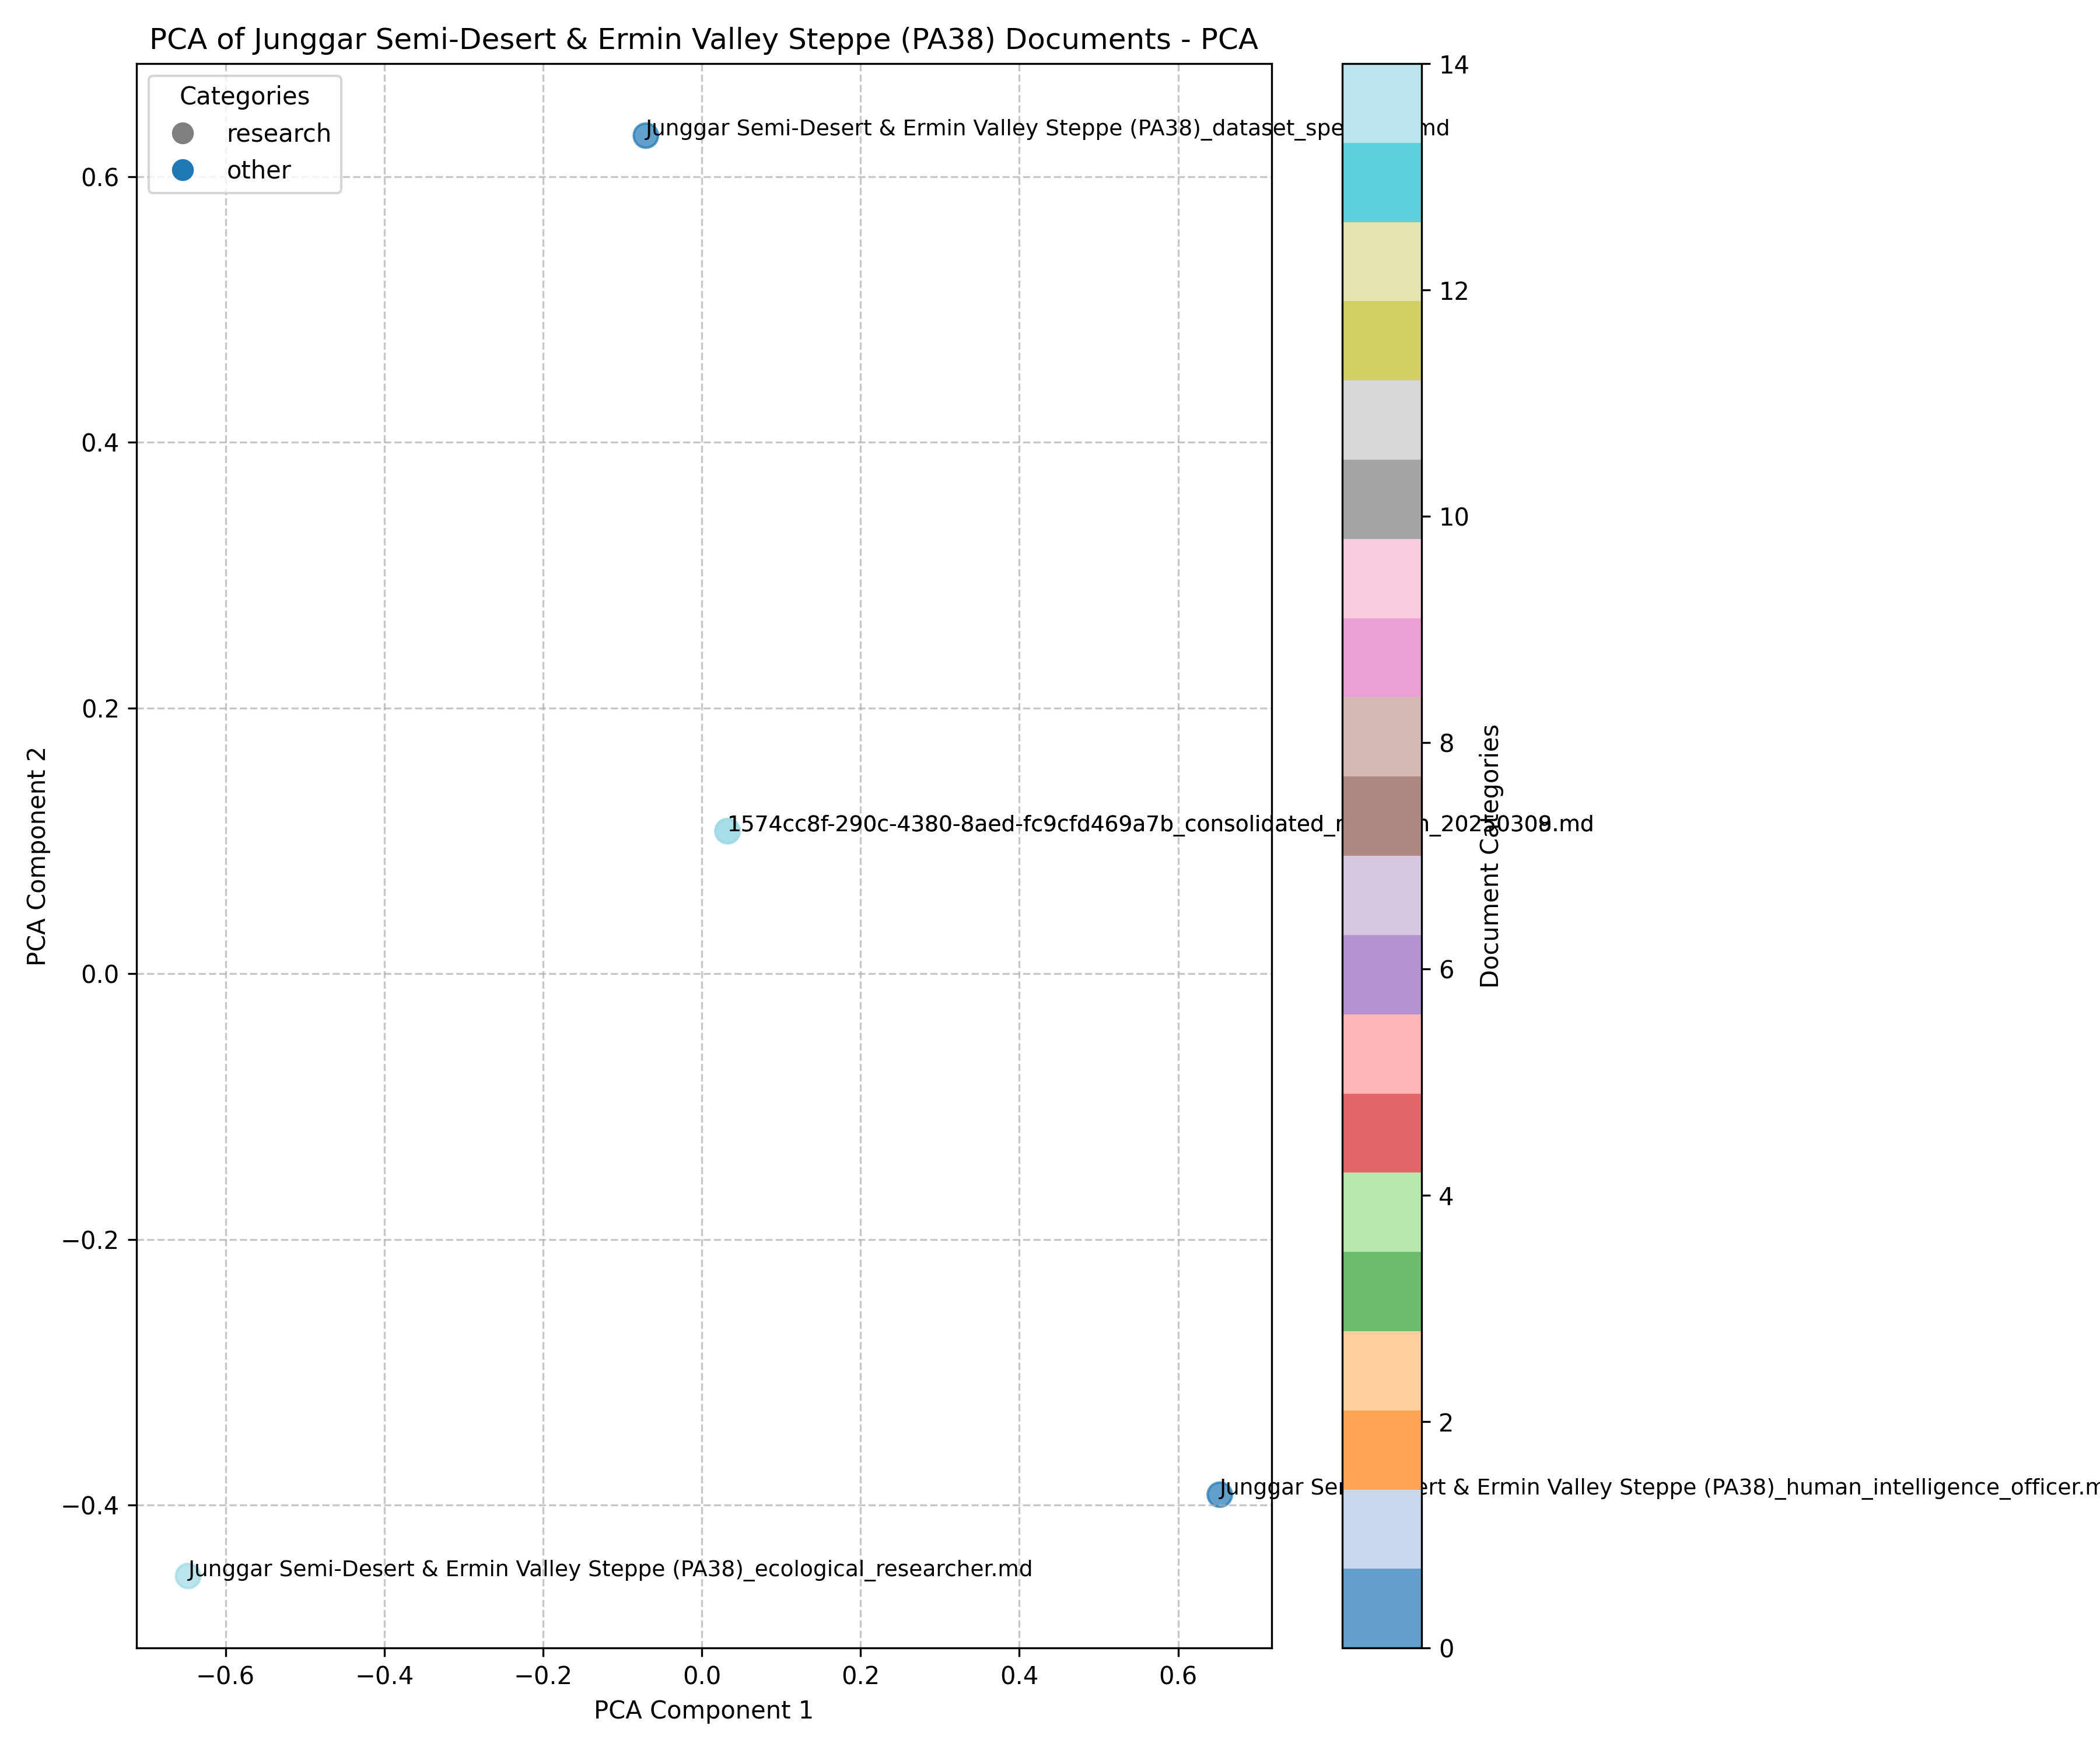 PCA of Junggar Semi-Desert & Ermin Valley Steppe (PA38) Documents - PCA
Categories
research
other
Junggar Semi-Desert & Ermin Valley Steppe (PA38)_dataset_spe
md
1574cc8f-290c-4380-8aed-fc9cfd469a7b_consolidated_
.md
Junggar Se
ert & Ermin Valley Steppe (PA38)_human_intelligence_officer.m
Junggar Semi-Desert & Ermin Valley Steppe (PA38)_ecological_researcher.md
0.6
0.4
0.2
0.0
−0.2
−0.4
PCA Component 2
−0.6
−0.4
−0.2
0.0
0.2
0.4
0.6
PCA Component 1
14
12
10
8
6
4
2
0
Document Categories